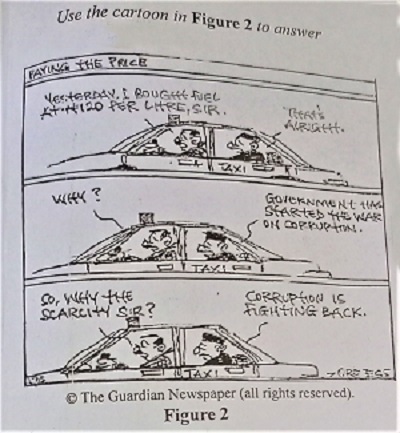 Use the cartoon in Figure 2 to answer
PAYING THE PRICE
YESTERDAY, I BOUGHT FUEL
AT ₦120 PER LITRE, SIR.
THAT'S
ALRIGHT.
TAXI
WHY?
GOVERNMENT HAS
STARTED THE WAR
ON CORRUPTION.
TAXI
SO, WHY THE
SCARCITY SIR?
CORRUPTION IS
FIGHTING BACK.
TAXI
© The Guardian Newspaper (all rights reserved).
Figure 2